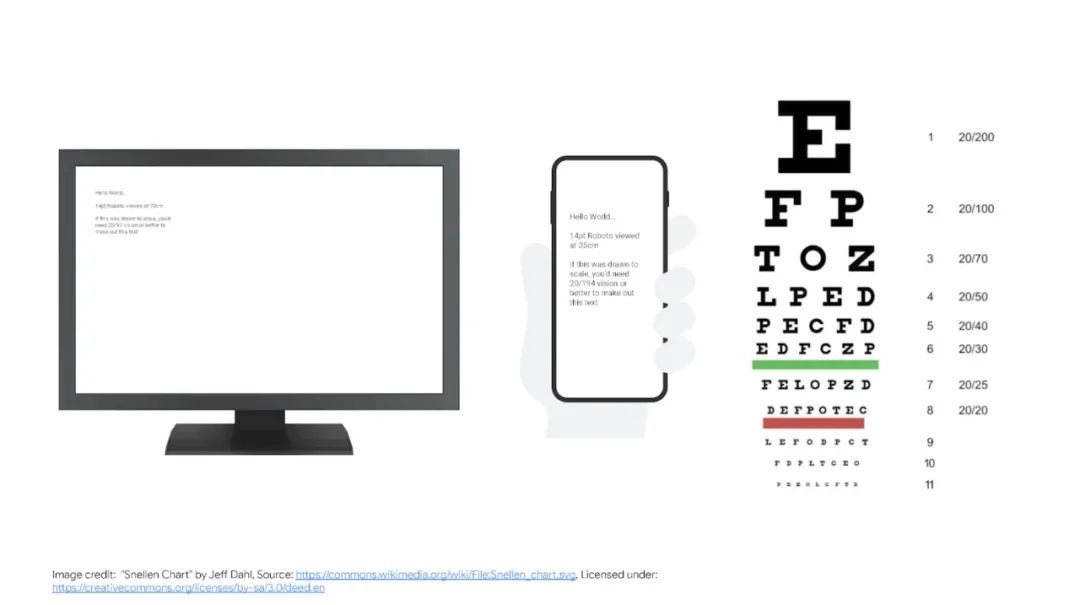 Hello World...
14pt Roboto viewed at 70cm
If this was drawn to scale, you'd
need 20/97 vision or better to
make out this text
Hello World...
14pt Roboto viewed
at 35cm
If this was drawn to
scale, you'd need
20/194 vision or
better to make out
this text
E 1 20/200
F P 2 20/100
T O Z 3 20/70
L P E D 4 20/50
P E C F D 5 20/40
E D F C Z P 6 20/30
F E L O P Z D 7 20/25
D E F P O T E C 8 20/20
L E F O D P C T 9
F D P L T C E O 10
P E Z O L C F T D 11
Image credit: "Snellen Chart" by Jeff Dahl, Source: https://commons.wikimedia.org/wiki/File:Snellen_chart.svg, Licensed under:
https://creativecommons.org/licenses/by-sa/3.0/deed.en